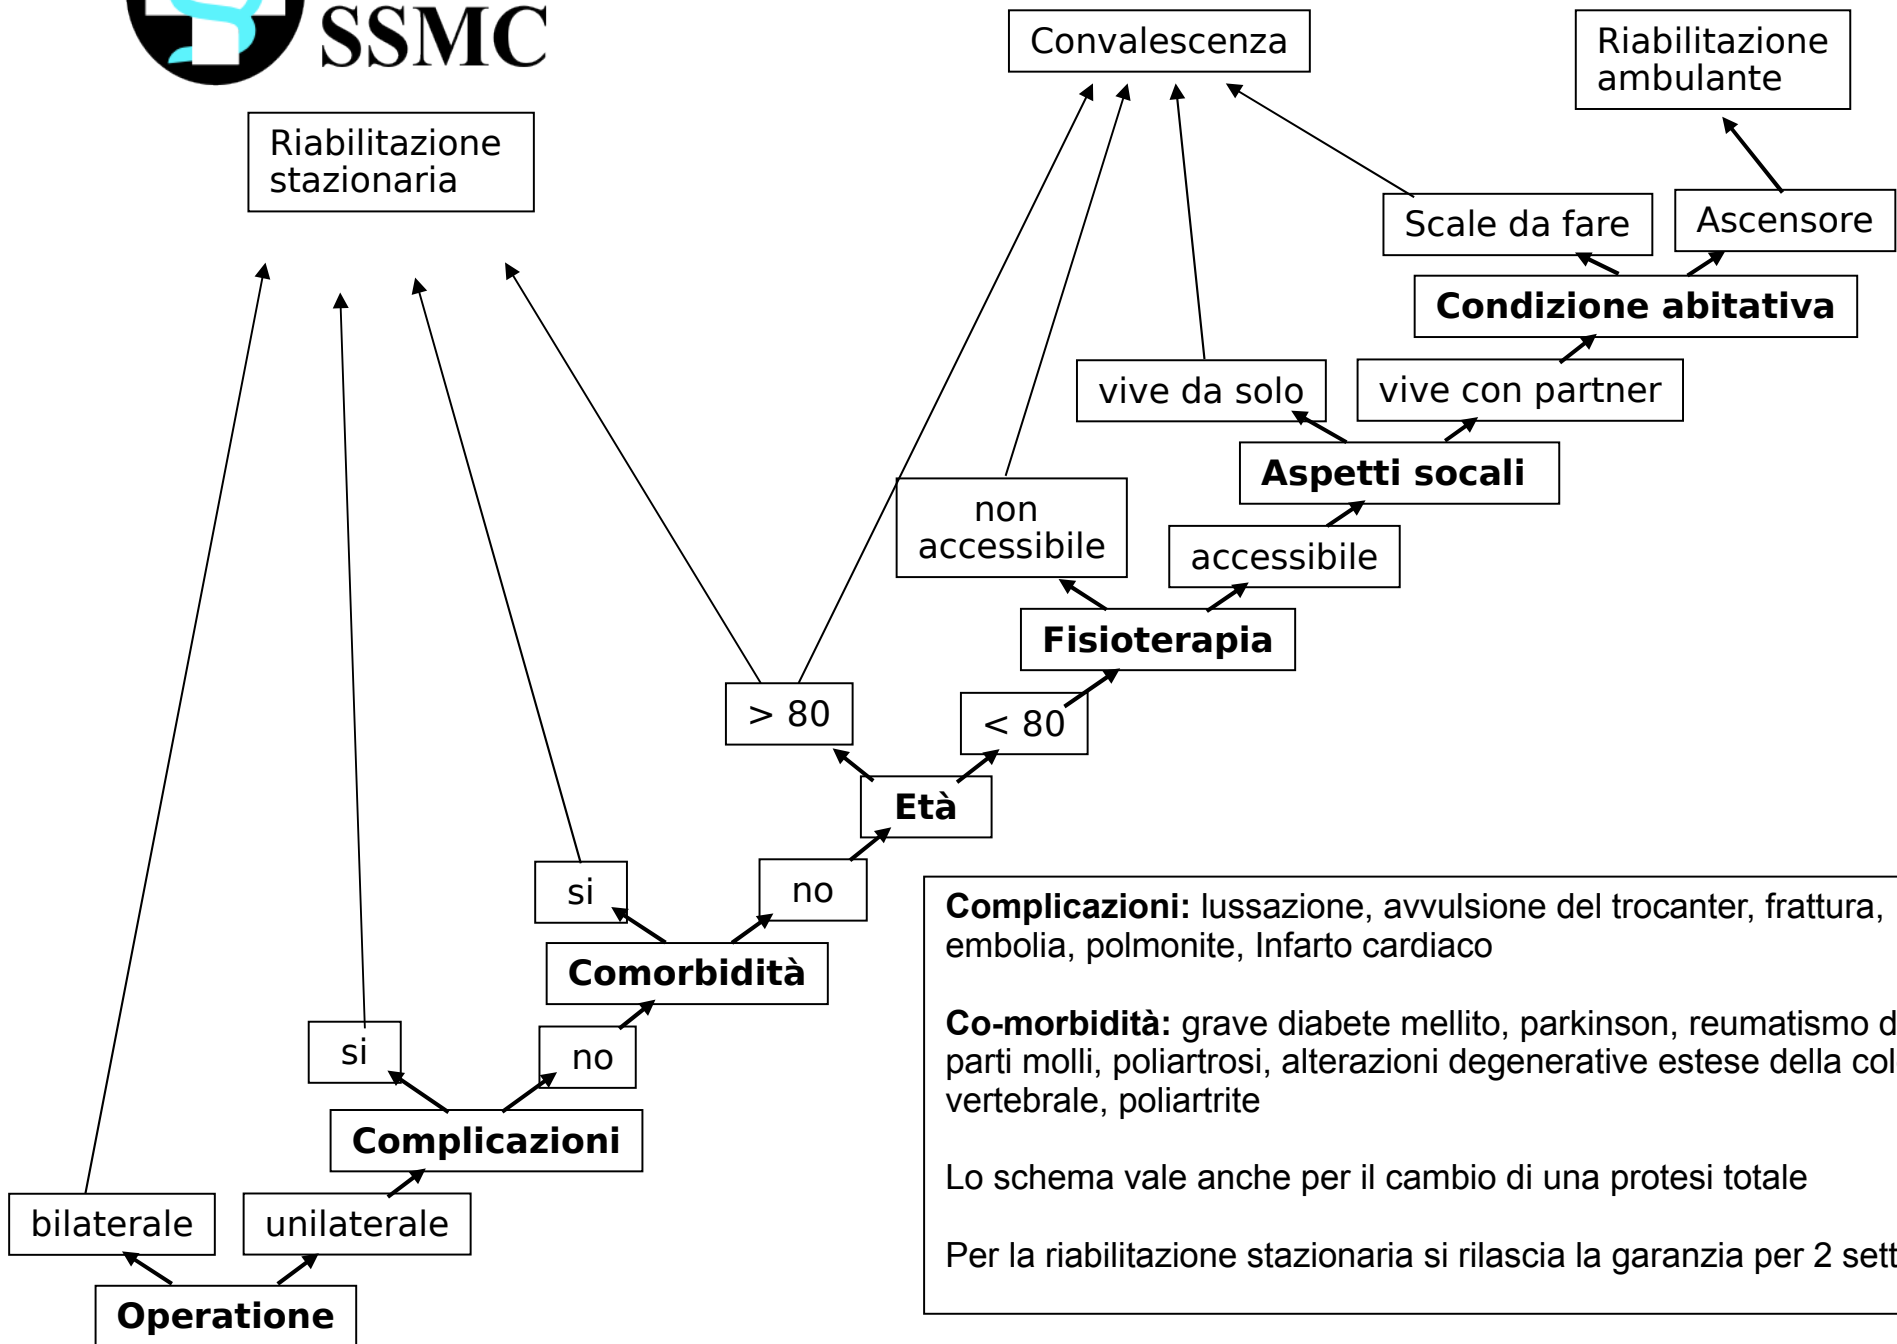 SSMC
Convalescenza
Riabilitazione
ambulante
Riabilitazione
stazionaria
Scale da fare
Ascensore
Condizione abitativa
vive da solo
vive con partner
Aspetti socali
non
accessibile
accessibile
Fisioterapia
> 80
< 80
Età
si
no
Comorbidità
si
no
Complicazioni
bilaterale
unilaterale
Operatione
Complicazioni: lussazione, avvulsione del trocanter, frattura,
embolia, polmonite, Infarto cardiaco
Co-morbidità: grave diabete mellito, parkinson, reumatismo
parti molli, poliartrosi, alterazioni degenerative estese della
vertebrale, poliartrite
Lo schema vale anche per il cambio di una protesi totale
Per la riabilitazione stazionaria si rilascia la garanzia per 2